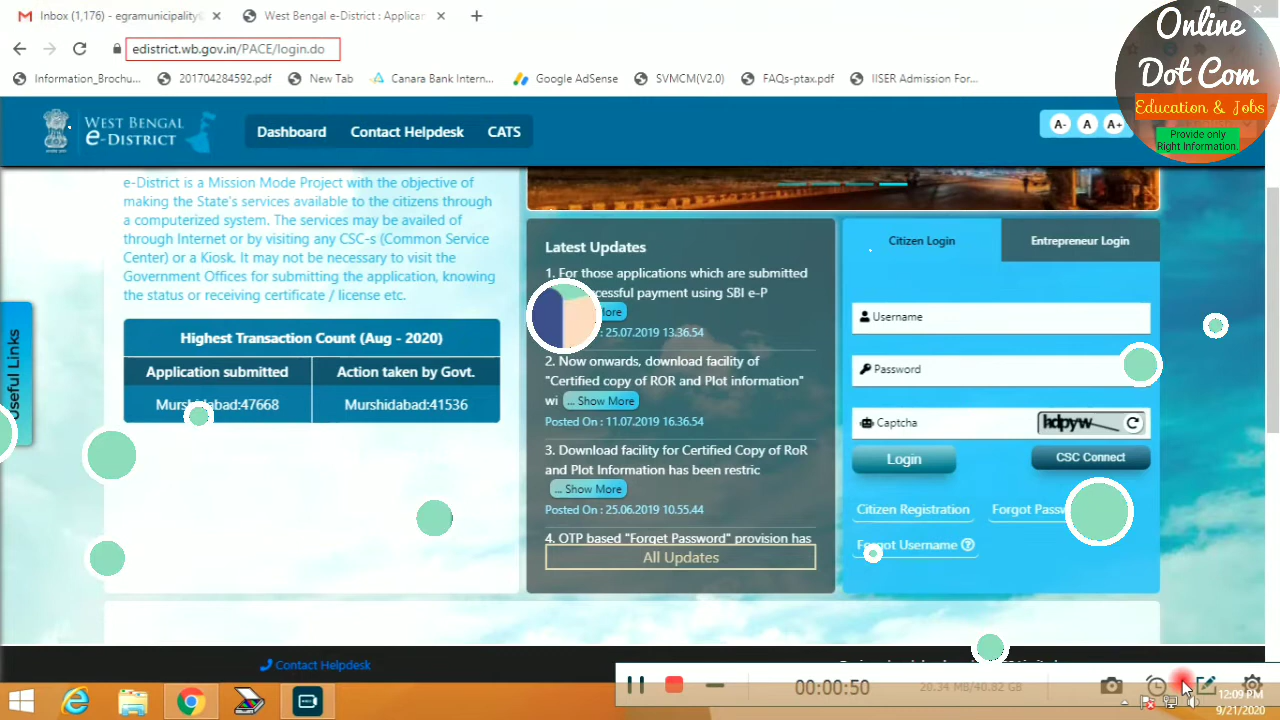 Inbox (1,176) - egramunicipality@
West Bengal e-District : Applican
edistrict.wb.gov.in/PACE/login.do
Information_Brochu...
201704284592.pdf
New Tab
Canara Bank Intern...
Google AdSense
SVMCM(V2.0)
FAQs-ptax.pdf
IISER Admission For...
Online
Dot Com
Education & Jobs
Provide only
Right Information.
WEST BENGAL
e-DISTRICT
Dashboard
Contact Helpdesk
CATS
A-
A
A+
e-District is a Mission Mode Project with the objective of
making the State's services available to the citizens through
a computerized system. The services may be availed of
through Internet or by visiting any CSC-s (Common Service
Center) or a Kiosk. It may not be necessary to visit the
Government Offices for submitting the application, knowing
the status or receiving certificate / license etc.
Highest Transaction Count (Aug - 2020)
Application submitted
Action taken by Govt.
Murshidabad:47668
Murshidabad:41536
Useful Links
Latest Updates
1. For those applications which are submitted
payment using SBI e-P
: 25.07.2019 13.36.54
2. Now onwards, download facility of
"Certified copy of ROR and Plot information"
wi ... Show More
Posted On : 11.07.2019 16.36.54
3. Download facility for Certified Copy of RoR
and Plot Information has been restric
... Show More
Posted On : 25.06.2019 10.55.44
4. OTP based "Forget Password" provision has
All Updates
Citizen Login
Entrepreneur Login
Username
Password
Captcha
hdpyw
Login
CSC Connect
Citizen Registration
Forgot
Forgot Username
Contact Helpdesk
00:00:50
20.34 MB/40.82 GB
12:09 PM
9/21/2020